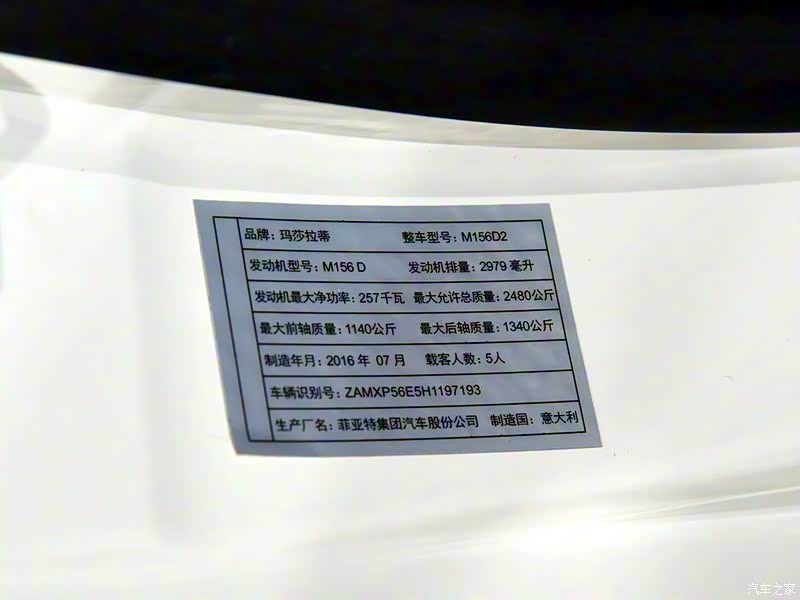 品牌：玛莎拉蒂 整车型号：M156D2
发动机型号：M156 D 发动机排量：2979 毫升
发动机最大净功率：257千瓦 最大允许总质量：2480公斤
最大前轴质量：1140公斤 最大后轴质量：1340公斤
制造年月：2016 年 07 月 载客人数：5人
车辆识别号：ZAMXP56E5H1197193
生产厂名：菲亚特集团汽车股份公司 制造国：意大利
汽车之家